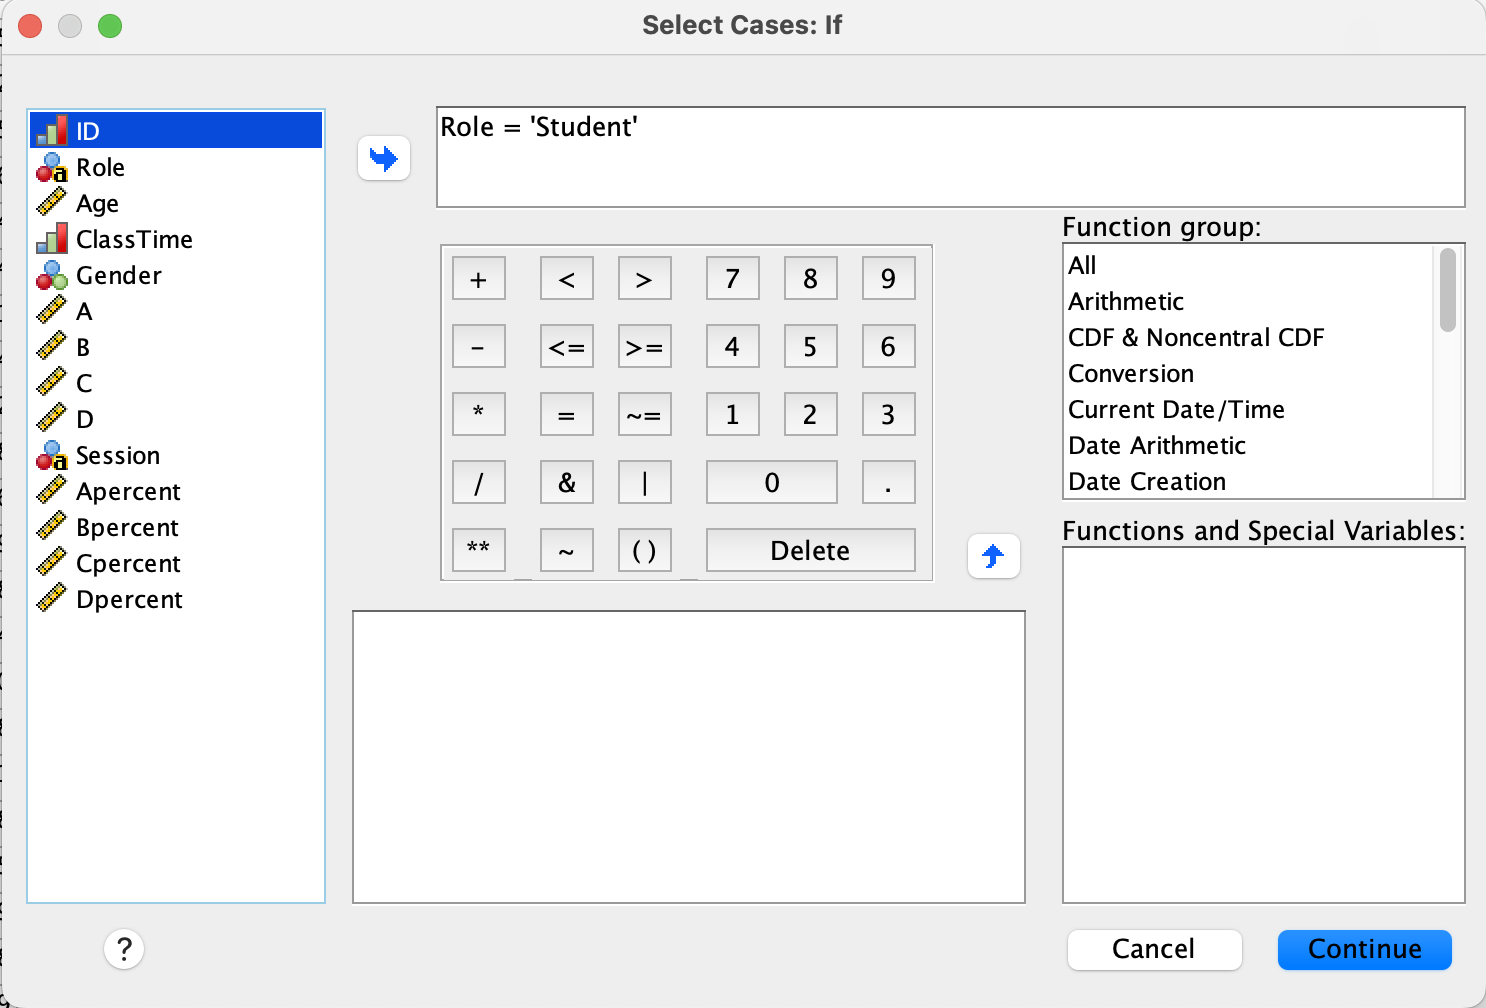 Select Cases: If
ID
Role
Age
ClassTime
Gender
A
B
C
D
Session
Apercent
Bpercent
Cpercent
Dpercent
Role = 'Student'
+ < > 7 8 9
- <= >= 4 5 6
* = ~= 1 2 3
/ & | 0 .
** ~ () Delete
Function group:
All
Arithmetic
CDF & Noncentral CDF
Conversion
Current Date/Time
Date Arithmetic
Date Creation
Functions and Special Variables:
?
Cancel
Continue